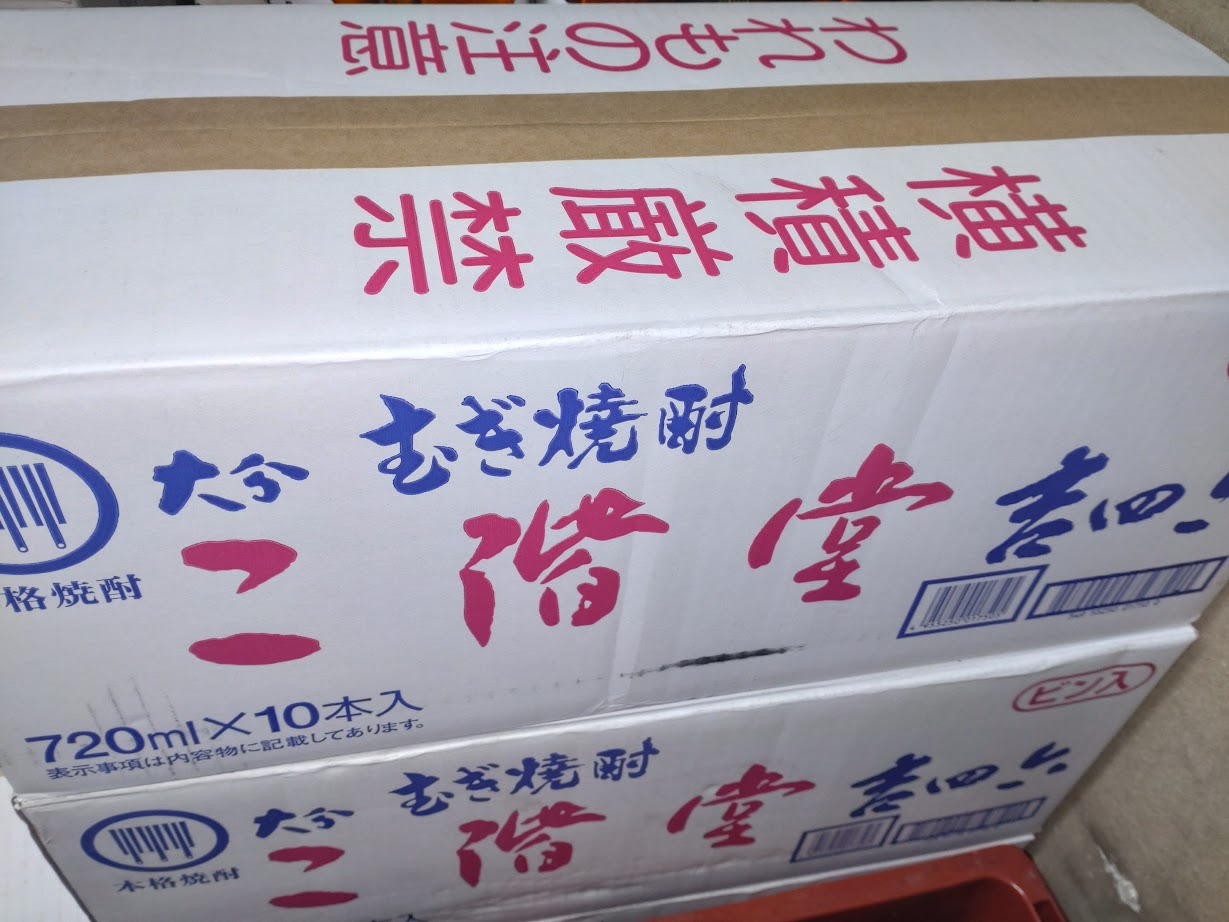 われもの注意
横積厳禁
大分 むぎ焼酎
二階堂 吉四六
格焼酎
720ml×10本入
表示事項は内容物に記載してあります。
ビン入
大分 むぎ焼酎
二階堂 吉四六
本格焼酎